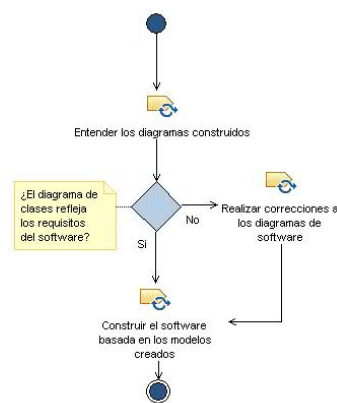 Entender los diagramas construidos
¿El diagrama de
clases refleja
los requisitos
del software?
No
Si
Realizar correcciones a
los diagramas de
software
Construir el software
basada en los modelos
creados